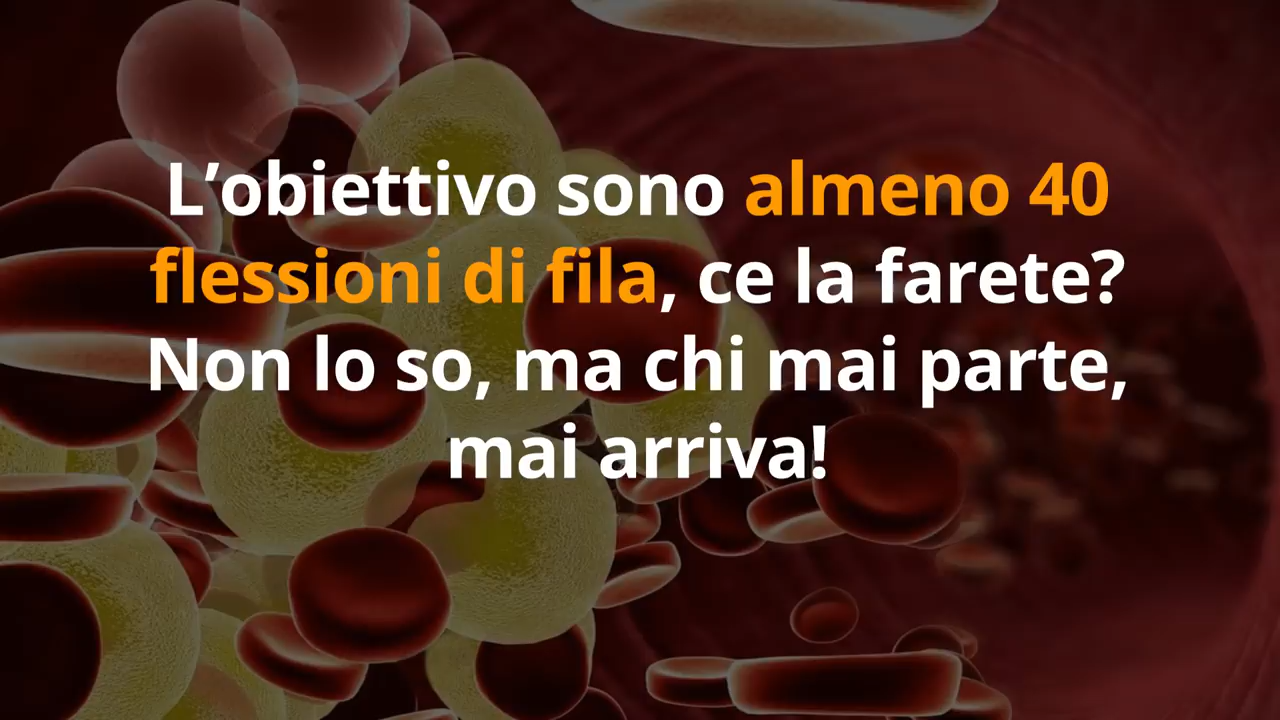 L’obiettivo sono almeno 40
flessioni di fila, ce la farete?
Non lo so, ma chi mai parte,
mai arriva!